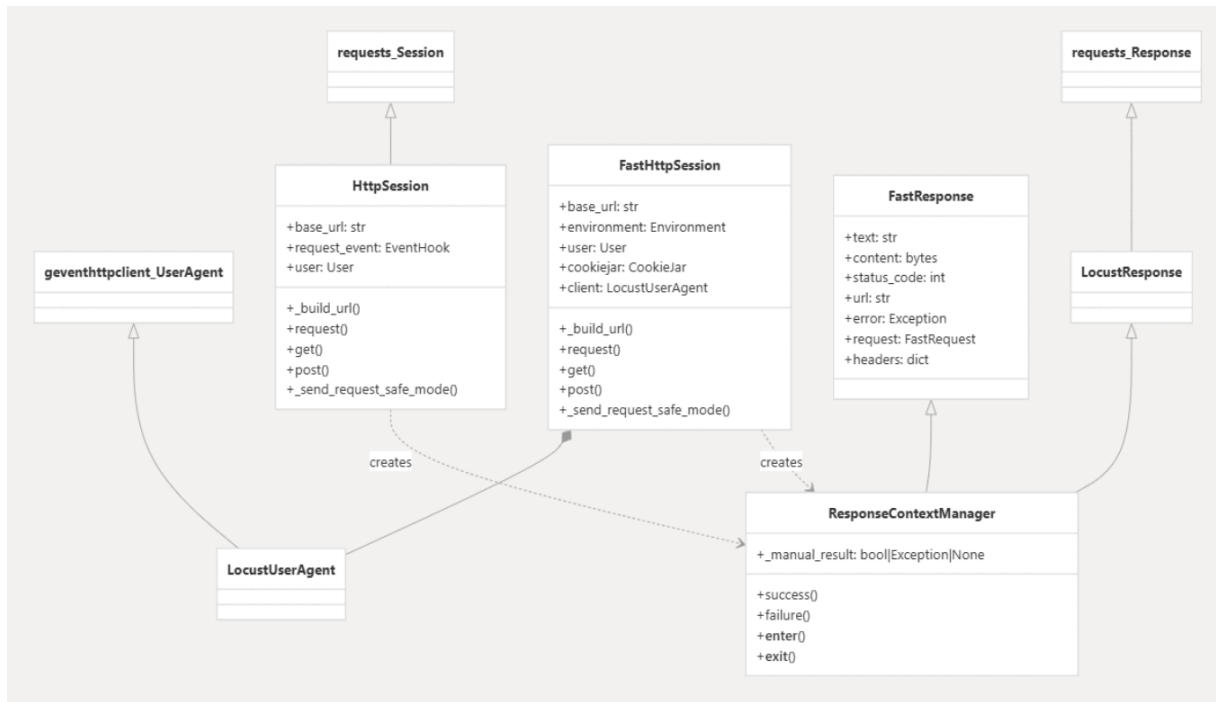 requests_Session
requests_Response
HttpSession
+base_url: str
+request_event: EventHook
+user: User
+_build_url()
+request()
+get()
+post()
+_send_request_safe_mode()
FastHttpSession
+base_url: str
+environment: Environment
+user: User
+cookiejar: CookieJar
+client: LocustUserAgent
+_build_url()
+request()
+get()
+post()
+_send_request_safe_mode()
FastResponse
+text: str
+content: bytes
+status_code: int
+url: str
+error: Exception
+request: FastRequest
+headers: dict
geventhttpclient_UserAgent
LocustResponse
creates
creates
LocustUserAgent
ResponseContextManager
+_manual_result: bool|Exception|None
+success()
+failure()
+enter()
+exit()